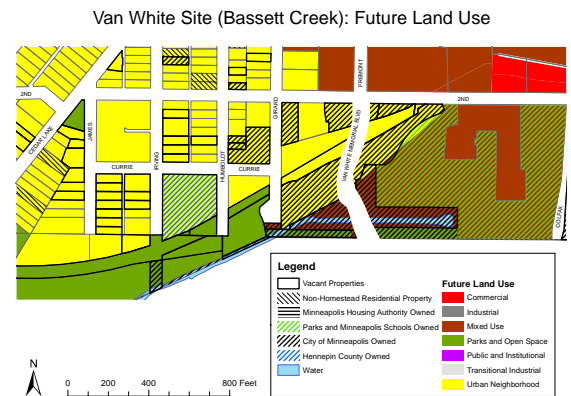 Van White Site (Bassett Creek): Future Land Use
2ND
CEDAR LAKE
JAMES
CURRIE
IRVING
HUMBOLDT
CURRIE
GIRARD
FREMONT
VAN WHITE MEMORIAL BLVD
2ND
COLFAX
Legend
Vacant Properties
Non-Homestead Residential Property
Minneapolis Housing Authority Owned
Parks and Minneapolis Schools Owned
City of Minneapolis Owned
Hennepin County Owned
Water
Future Land Use
Commercial
Industrial
Mixed Use
Parks and Open Space
Public and Institutional
Transitional Industrial
Urban Neighborhood
N
0 200 400 800 Feet